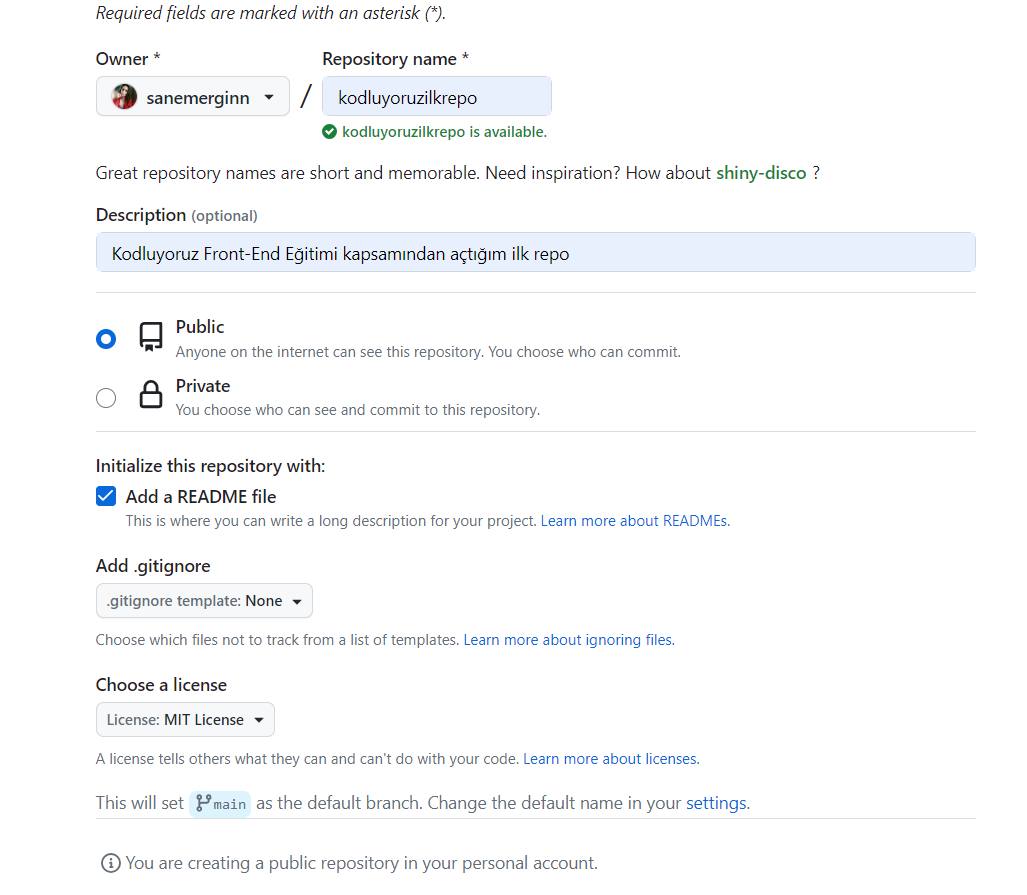 Required fields are marked with an asterisk (*).
Owner * Repository name *
sanemerginn / kodluyoruzilkrepo
kodluyoruzilkrepo is available.
Great repository names are short and memorable. Need inspiration? How about shiny-disco ?
Description (optional)
Kodluyoruz Front-End Eğitimi kapsamından açtığım ilk repo
Public
Anyone on the internet can see this repository. You choose who can commit.
Private
You choose who can see and commit to this repository.
Initialize this repository with:
Add a README file
This is where you can write a long description for your project. Learn more about READMEs.
Add .gitignore
.gitignore template: None
Choose which files not to track from a list of templates. Learn more about ignoring files.
Choose a license
License: MIT License
A license tells others what they can and can't do with your code. Learn more about licenses.
This will set main as the default branch. Change the default name in your settings.
You are creating a public repository in your personal account.